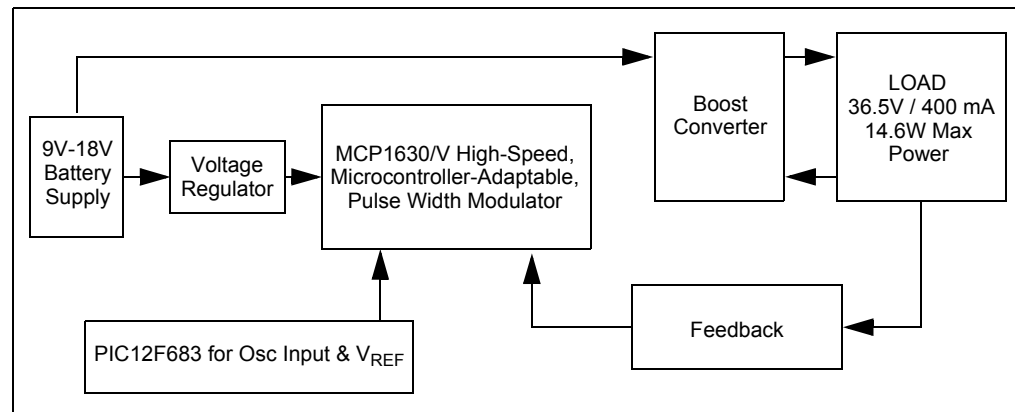 9V-18V
Battery
Supply
Voltage
Regulator
MCP1630/V High-Speed,
Microcontroller-Adaptable,
Pulse Width Modulator
Boost
Converter
LOAD
36.5V / 400 mA
14.6W Max
Power
PIC12F683 for Osc Input & VREF
Feedback